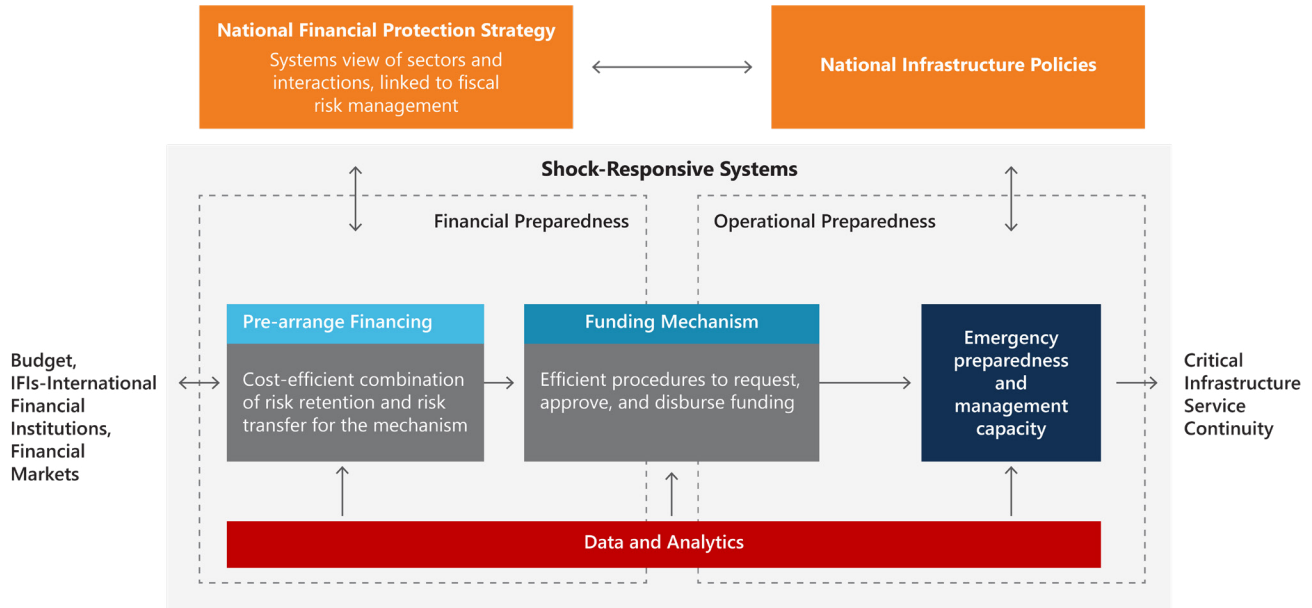 National Financial Protection Strategy
Systems view of sectors and
interactions, linked to fiscal
risk management
National Infrastructure Policies
Shock-Responsive Systems
Financial Preparedness
Operational Preparedness
Budget,
IFIs-International
Financial
Institutions,
Financial
Markets
Pre-arrange Financing
Cost-efficient combination
of risk retention and risk
transfer for the mechanism
Funding Mechanism
Efficient procedures to request,
approve, and disburse funding
Emergency
preparedness
and
management
capacity
Critical
Infrastructure
Service
Continuity
Data and Analytics